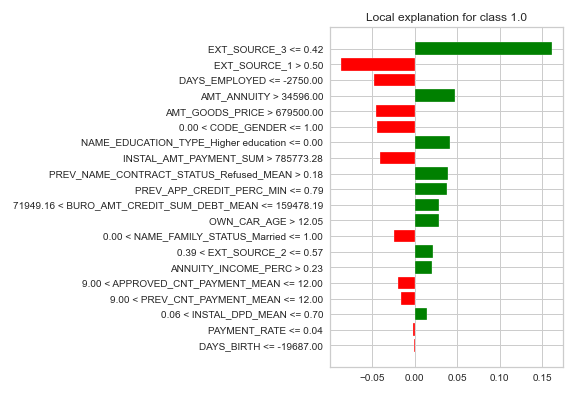 Local explanation for class 1.0
EXT_SOURCE_3 <= 0.42
EXT_SOURCE_1 > 0.50
DAYS_EMPLOYED <= -2750.00
AMT_ANNUITY > 34596.00
AMT_GOODS_PRICE > 679500.00
0.00 < CODE_GENDER <= 1.00
NAME_EDUCATION_TYPE_Higher education <= 0.00
INSTAL_AMT_PAYMENT_SUM > 785773.28
PREV_NAME_CONTRACT_STATUS_Refused_MEAN > 0.18
PREV_APP_CREDIT_PERC_MIN <= 0.79
71949.16 < BURO_AMT_CREDIT_SUM_DEBT_MEAN <= 159478.19
OWN_CAR_AGE > 12.05
0.00 < NAME_FAMILY_STATUS_Married <= 1.00
0.39 < EXT_SOURCE_2 <= 0.57
ANNUITY_INCOME_PERC > 0.23
9.00 < APPROVED_CNT_PAYMENT_MEAN <= 12.00
9.00 < PREV_CNT_PAYMENT_MEAN <= 12.00
0.06 < INSTAL_DPD_MEAN <= 0.70
PAYMENT_RATE <= 0.04
DAYS_BIRTH <= -19687.00
−0.05 0.00 0.05 0.10 0.15